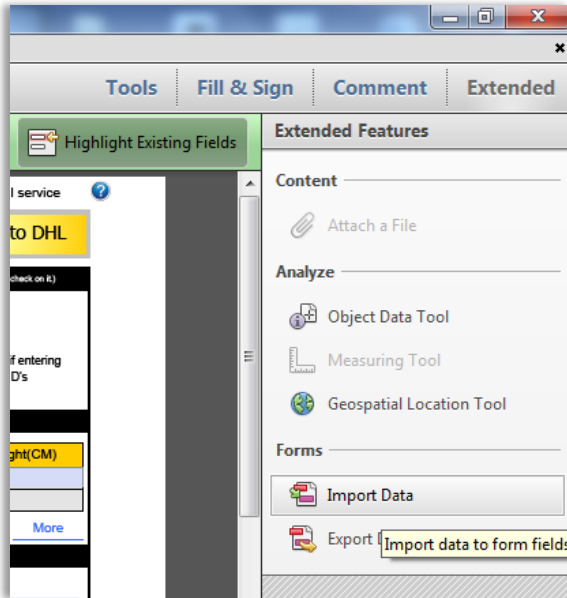 Tools Fill & Sign Comment Extended
Highlight Existing Fields
Extended Features
l service
to DHL
check on it.)
if entering
D's
ght(CM)
More
Content
Attach a File
Analyze
Object Data Tool
Measuring Tool
Geospatial Location Tool
Forms
Import Data
Export
Import data to form fields